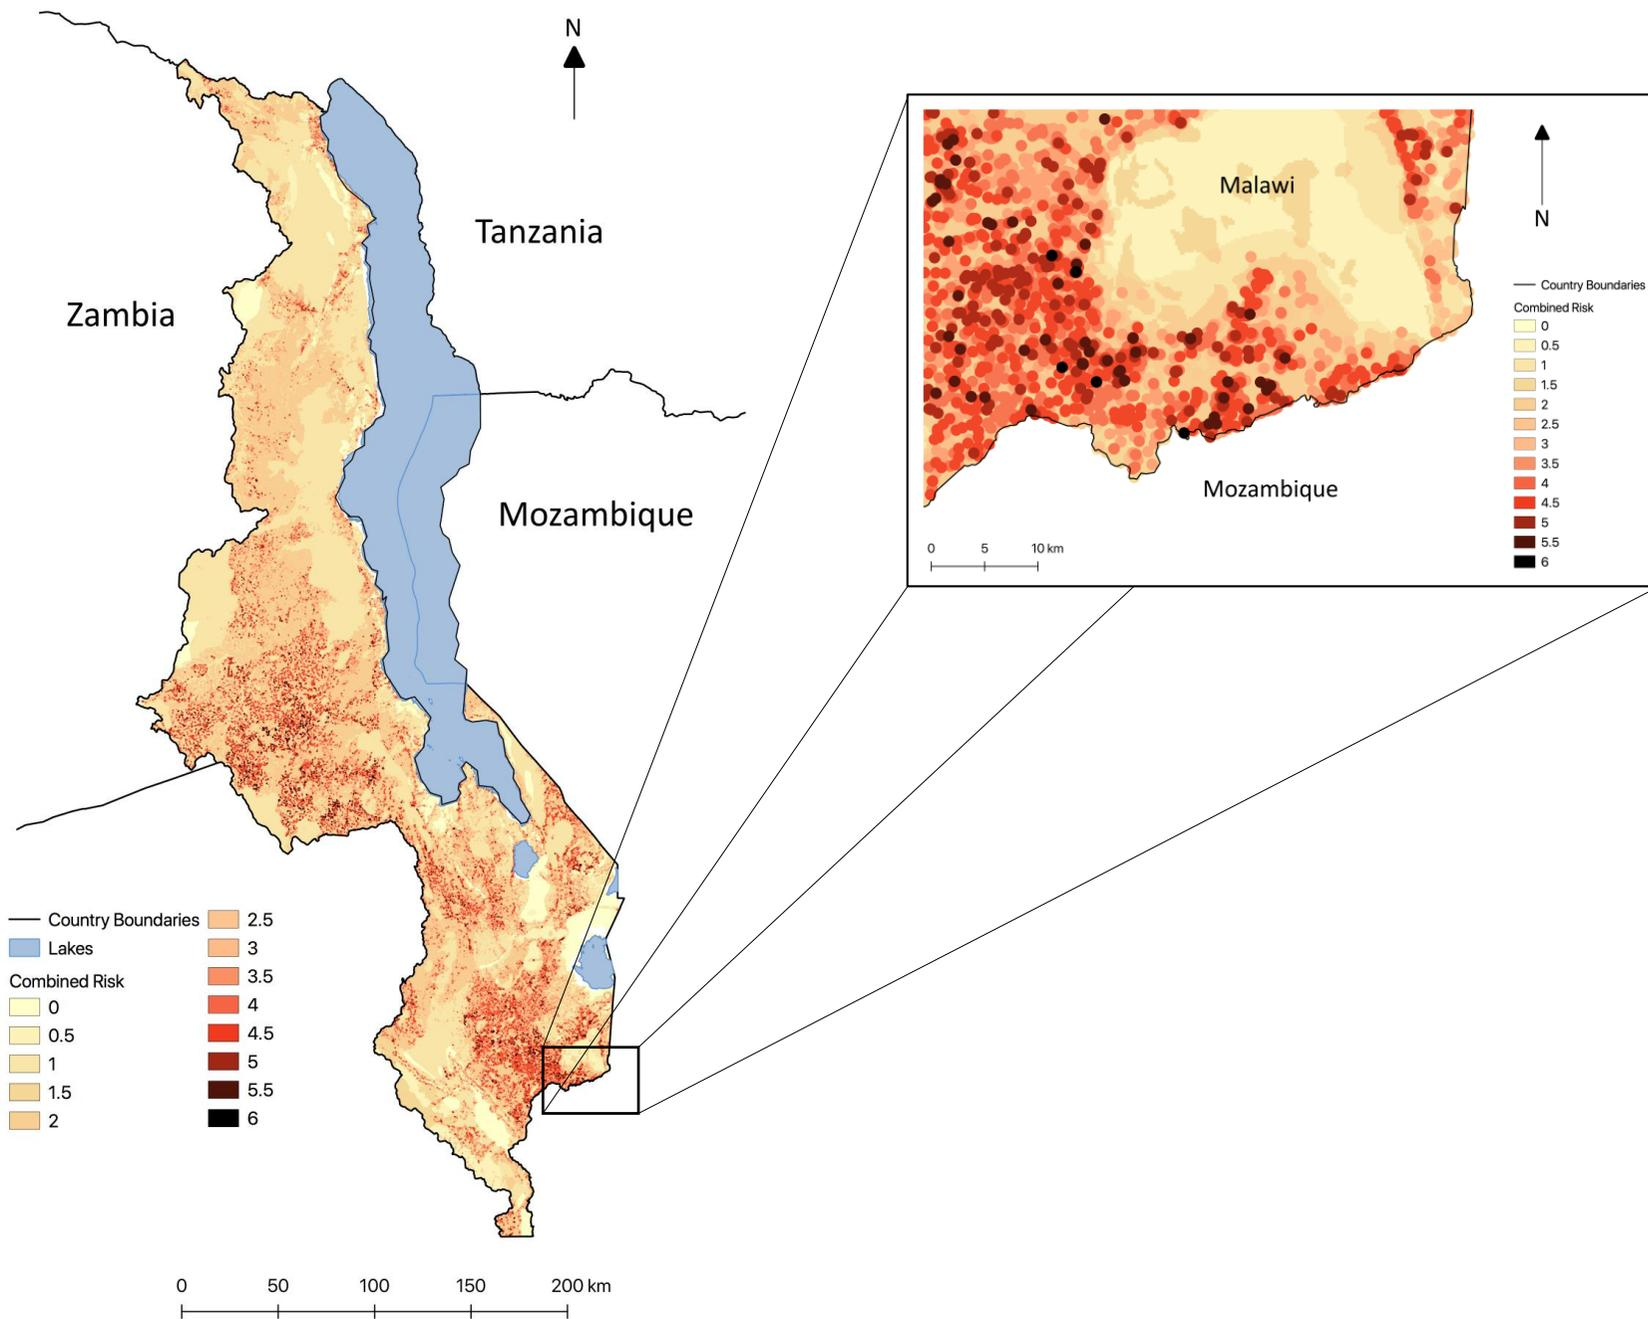 N
Tanzania
Zambia
Mozambique
Country Boundaries
Lakes
Combined Risk
0
0.5
1
1.5
2
2.5
3
3.5
4
4.5
5
5.5
6
0 50 100 150 200 km
Malawi
Mozambique
N
0 5 10 km
Country Boundaries
Combined Risk
0
0.5
1
1.5
2
2.5
3
3.5
4
4.5
5
5.5
6